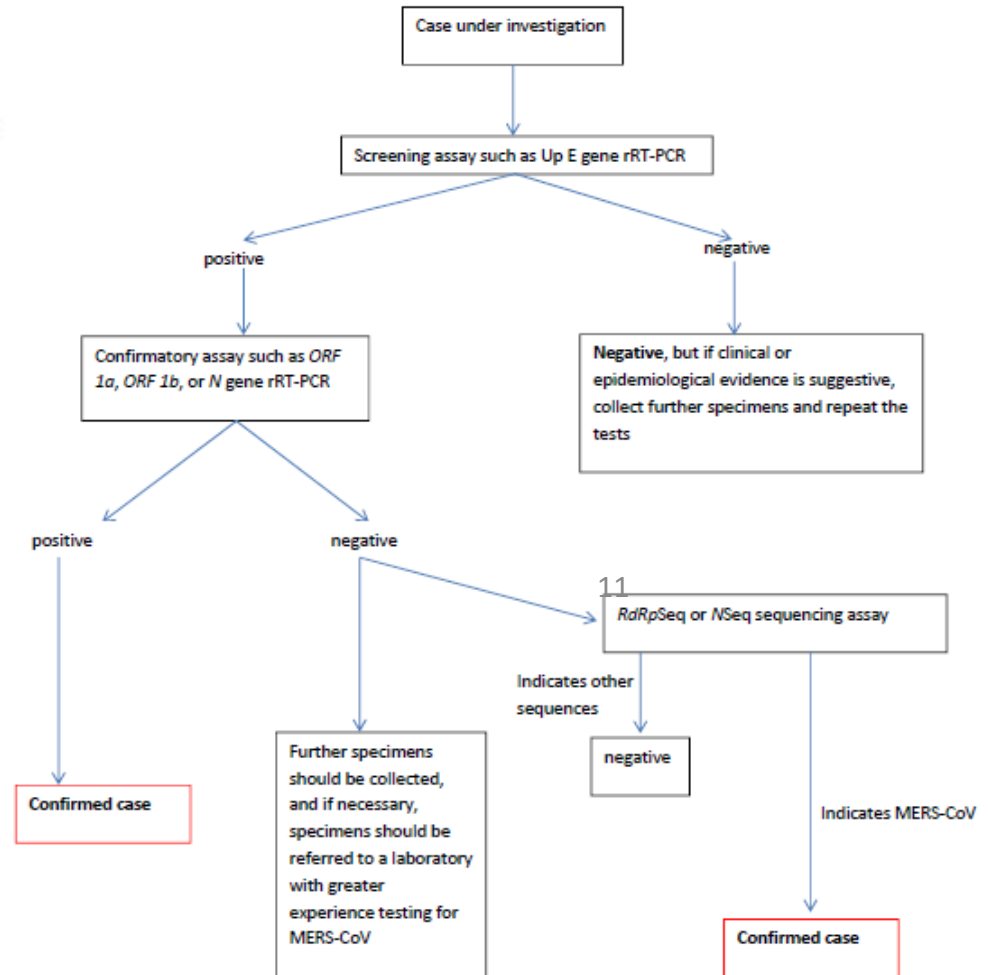 Case under investigation
Screening assay such as Up E gene rRT-PCR
positive
negative
Confirmatory assay such as ORF
1a, ORF 1b, or N gene rRT-PCR
Negative, but if clinical or
epidemiological evidence is suggestive,
collect further specimens and repeat the
tests
positive
negative
11
RdRpSeq or NSeq sequencing assay
Indicates other
sequences
negative
Further specimens
should be collected,
and if necessary,
specimens should be
referred to a laboratory
with greater
experience testing for
MERS-CoV
Confirmed case
Indicates MERS-CoV
Confirmed case